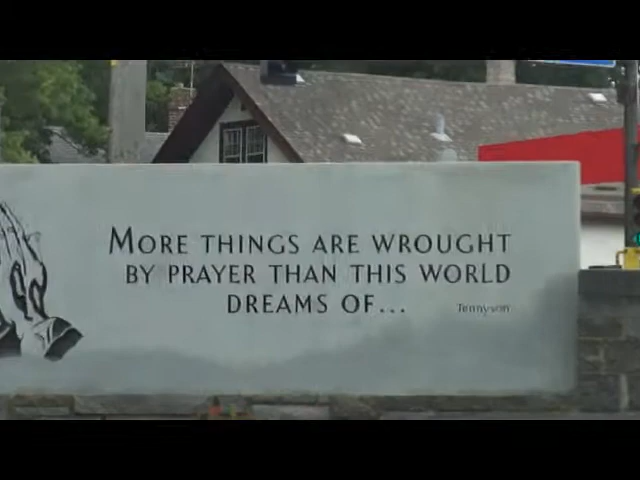 MORE THINGS ARE WROUGHT
BY PRAYER THAN THIS WORLD
DREAMS OF...
Tennyson